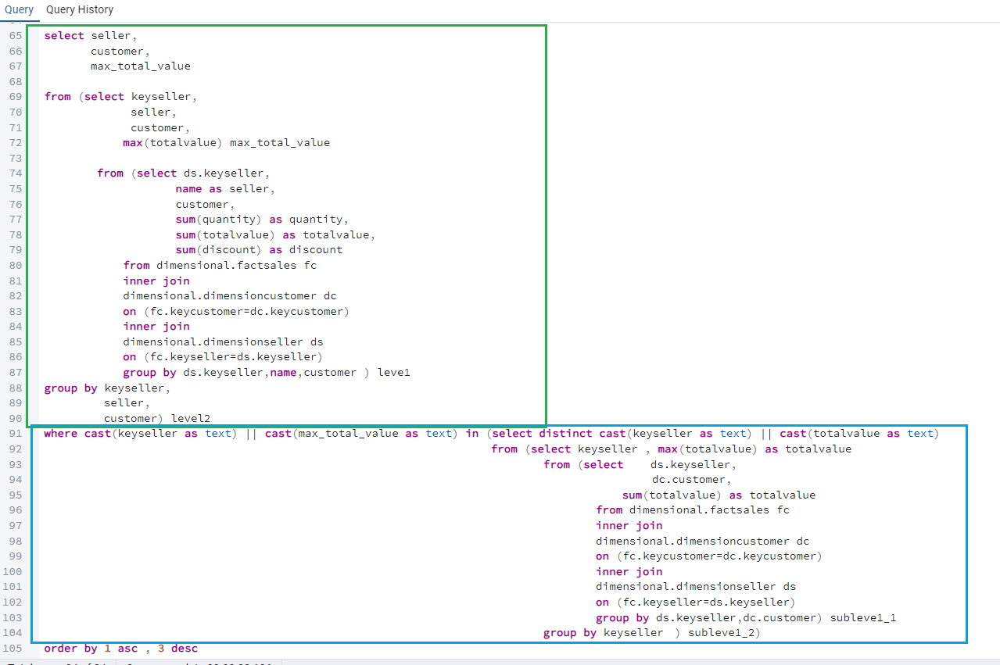 Query Query History
65 select seller,
66 customer,
67 max_total_value
68
69 from (select keyseller,
70 seller,
71 customer,
72 max(totalvalue) max_total_value
73
74 from (select ds.keyseller,
75 name as seller,
76 customer,
77 sum(quantity) as quantity,
78 sum(totalvalue) as totalvalue,
79 sum(discount) as discount
80 from dimensional.factsales fc
81 inner join
82 dimensional.dimensioncustomer dc
83 on (fc.keycustomer=dc.keycustomer)
84 inner join
85 dimensional.dimensionseller ds
86 on (fc.keyseller=ds.keyseller)
87 group by ds.keyseller,name,customer ) leve1
88 group by keyseller,
89 seller,
90 customer) level2
91 where cast(keyseller as text) || cast(max_total_value as text) in (select distinct cast(keyseller as text) || cast(totalvalue as text)
92 from (select keyseller , max(totalvalue) as totalvalue
93 from (select ds.keyseller,
94 dc.customer,
95 sum(totalvalue) as totalvalue
96 from dimensional.factsales fc
97 inner join
98 dimensional.dimensioncustomer dc
99 on (fc.keycustomer=dc.keycustomer)
100 inner join
101 dimensional.dimensionseller ds
102 on (fc.keyseller=ds.keyseller)
103 group by ds.keyseller,dc.customer) subleve1_1
104 group by keyseller ) subleve1_2)
105 order by 1 asc , 3 desc